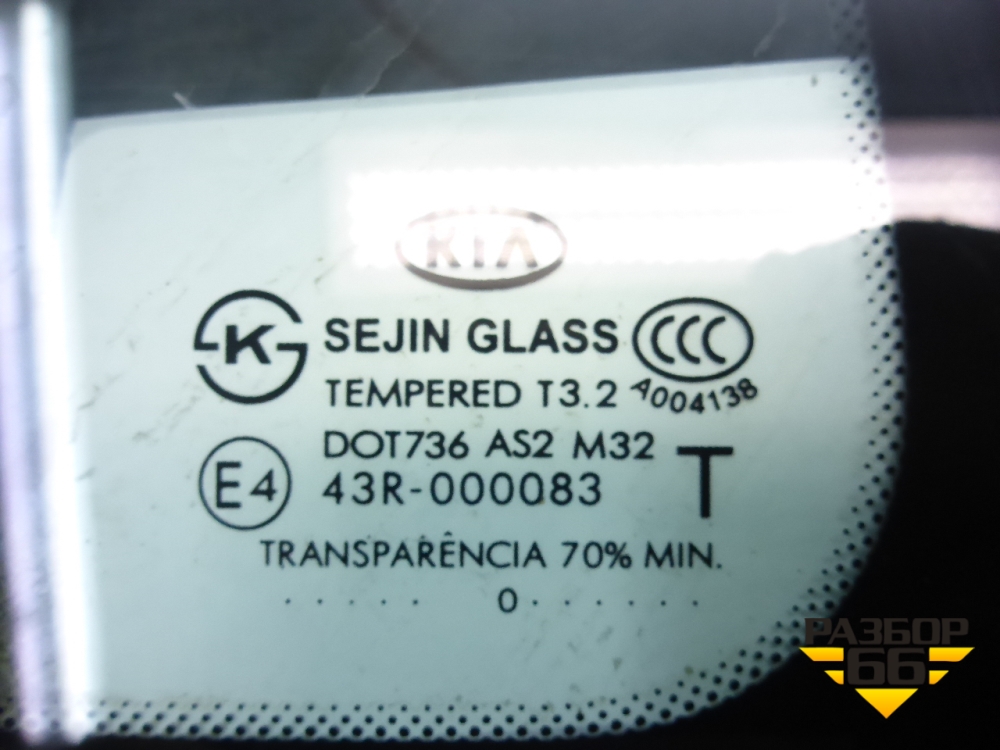 KIA
K
SEJIN GLASS
CCC
TEMPERED T3.2
A004138
DOT736 AS2 M32
T
E4
43R-000083
TRANSPARÊNCIA 70% MIN.
. . . . . 0 . . . . . .
РАЗБОР
66